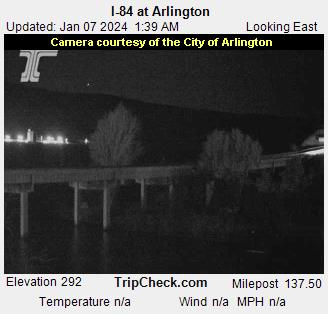 I-84 at Arlington
Updated: Jan 07 2024 1:39 AM Looking East
Camera courtesy of the City of Arlington
Elevation 292 TripCheck.com Milepost 137.50
Temperature n/a Wind n/a MPH n/a